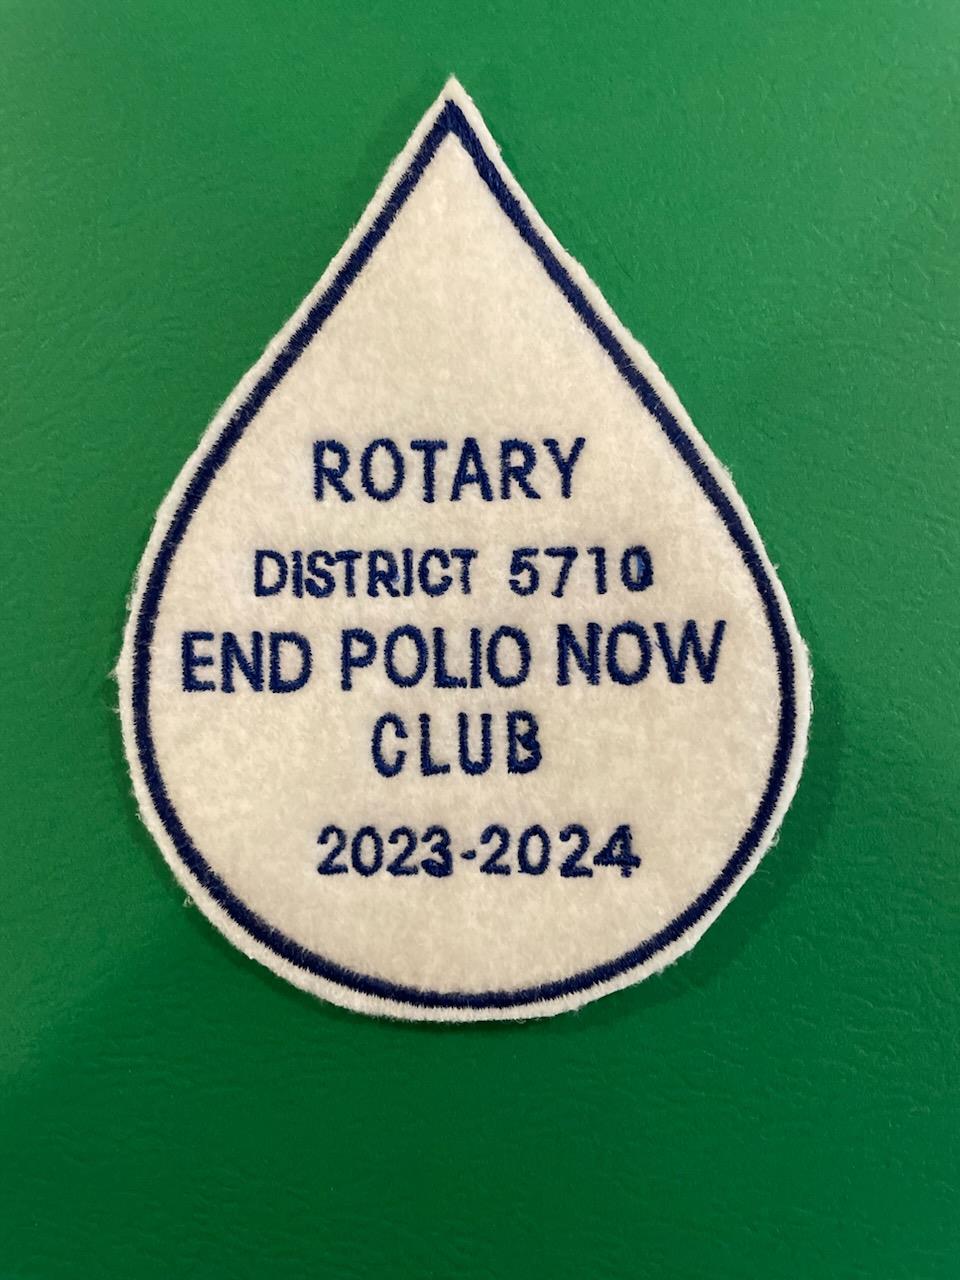 ROTARY
DISTRICT 5710
END POLIO NOW
CLUB
2023-2024